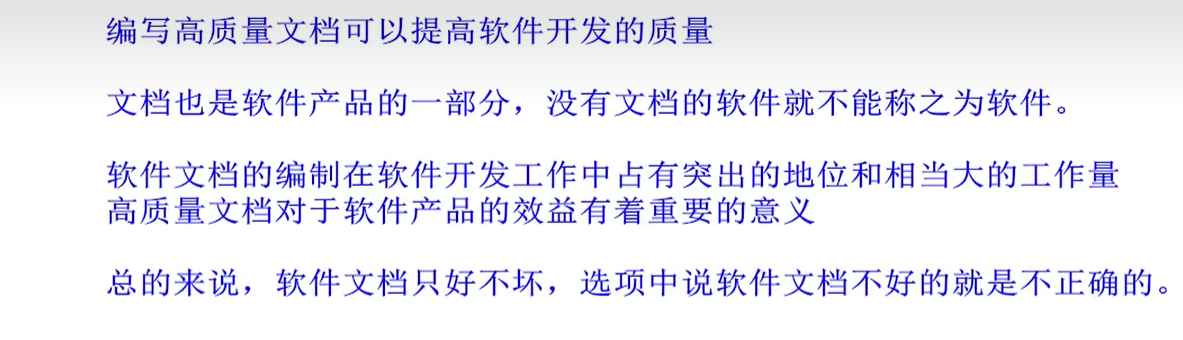 编写高质量文档可以提高软件开发的质量
文档也是软件产品的一部分，没有文档的软件就不能称之为软件。
软件文档的编制在软件开发工作中占有突出的地位和相当大的工作量
高质量文档对于软件产品的效益有着重要的意义
总的来说，软件文档只好不坏，选项中说软件文档不好的就是不正确的。